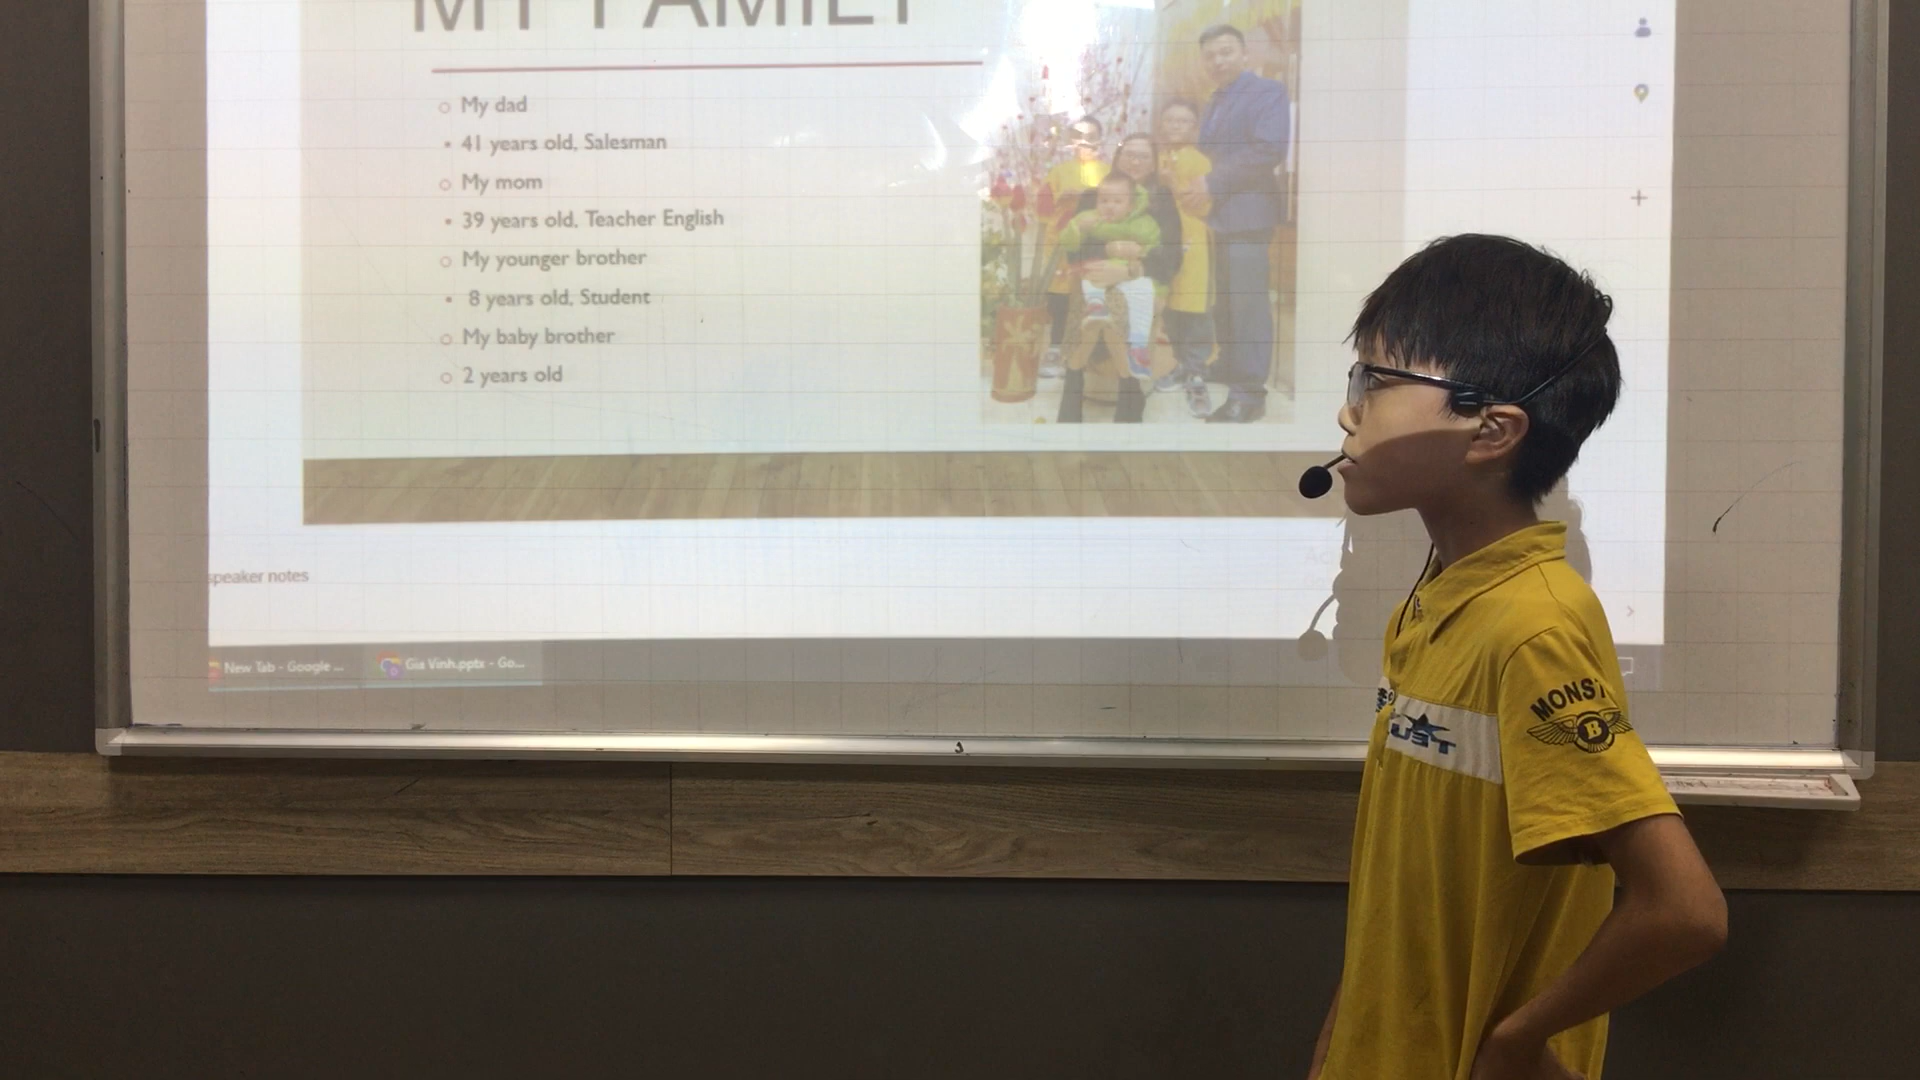 MY FAMILY
My dad
41 years old, Salesman
My mom
39 years old, Teacher English
My younger brother
8 years old, Student
My baby brother
2 years old
speaker notes
New Tab - Google ...
Gia Vinh.pptx - Go...
MONST
B
UST